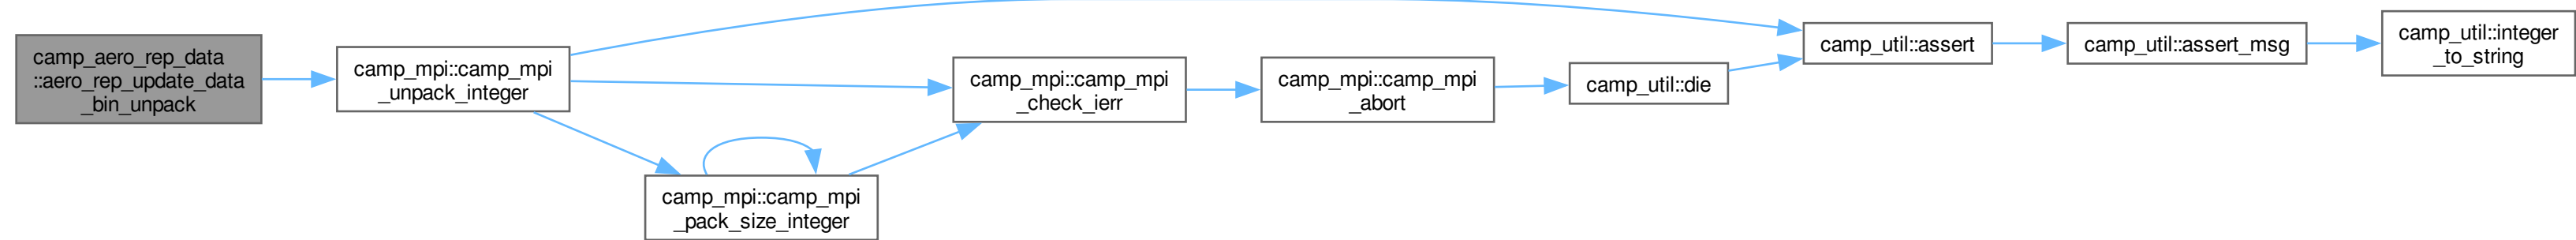 camp_aero_rep_data
::aero_rep_update_data
_bin_unpack
camp_mpi::camp_mpi
_unpack_integer
camp_mpi::camp_mpi
_pack_size_integer
camp_mpi::camp_mpi
_check_ierr
camp_mpi::camp_mpi
_abort
camp_util::die
camp_util::assert
camp_util::assert_msg
camp_util::integer
_to_string